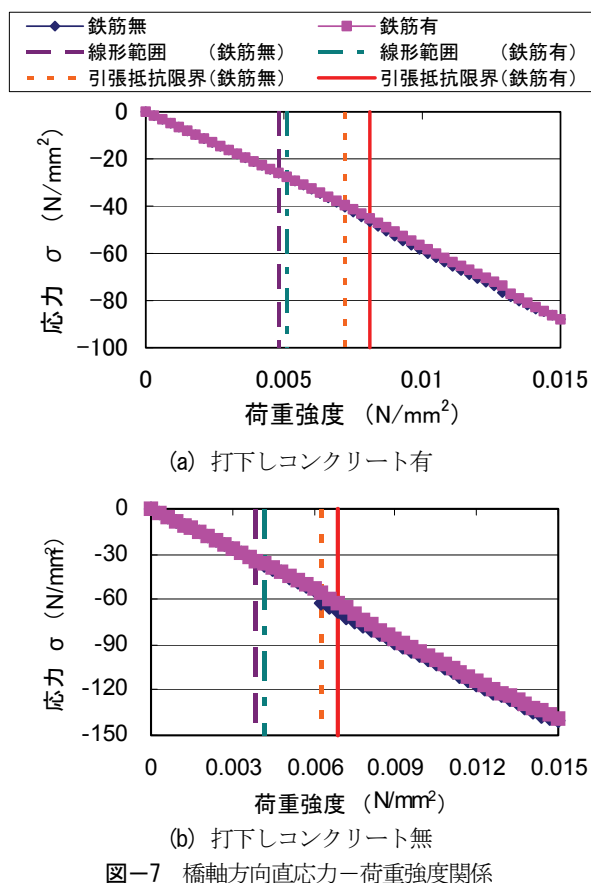 鉄筋無 鉄筋有
線形範囲 （鉄筋無） 線形範囲 （鉄筋有）
引張抵抗限界（鉄筋無） 引張抵抗限界（鉄筋有）
応力 σ （N/mm²）
0
−20
−40
−60
−80
−100
0 0.005 0.01 0.015
荷重強度 （N/mm²）
(a) 打下しコンクリート有
応力 σ （N/mm²）
0
-30
-60
-90
-120
-150
0 0.003 0.006 0.009 0.012 0.015
荷重強度 （N/mm²）
(b) 打下しコンクリート無
図－7 橋軸方向直応力－荷重強度関係